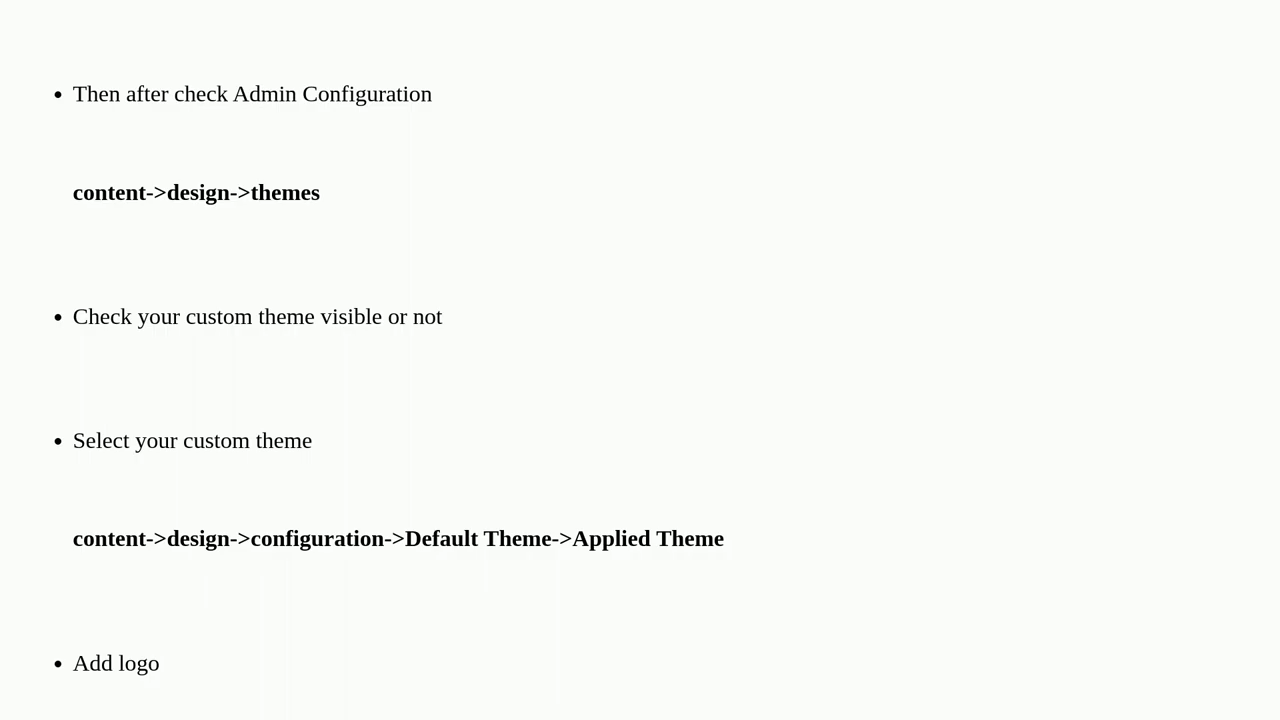 • Then after check Admin Configuration
content->design->themes
• Check your custom theme visible or not
• Select your custom theme
content->design->configuration->Default Theme->Applied Theme
• Add logo